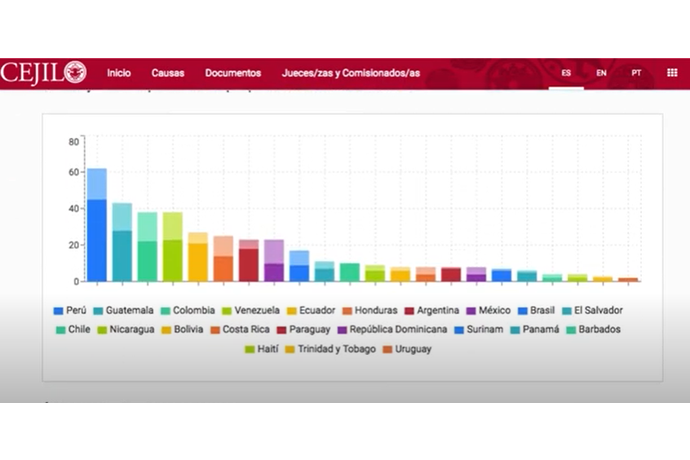 CEJIL Inicio Causas Documentos Jueces/zas y Comisionados/as ES EN PT
80
60
40
20
0
Perú Guatemala Colombia Venezuela Ecuador Honduras Argentina México Brasil El Salvador
Chile Nicaragua Bolivia Costa Rica Paraguay República Dominicana Surinam Panamá Barbados
Haití Trinidad y Tobago Uruguay